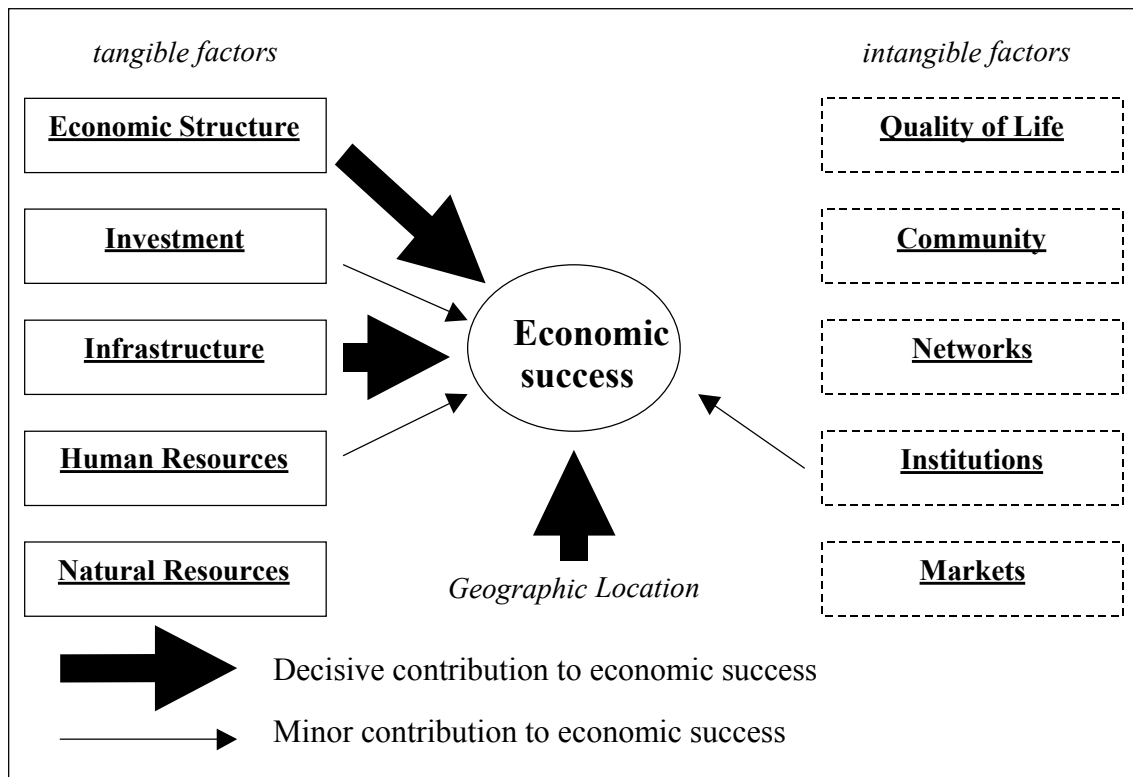 tangible factors
intangible factors
Economic Structure
Quality of Life
Investment
Community
Infrastructure
Networks
Economic
success
Human Resources
Institutions
Natural Resources
Markets
Geographic Location
Decisive contribution to economic success
Minor contribution to economic success